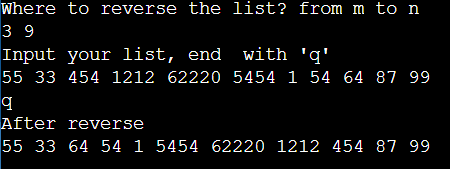 Where to reverse the list? from m to n
3 9
Input your list, end  with 'q'
55 33 454 1212 62220 5454 1 54 64 87 99
q
After reverse
55 33 64 54 1 5454 62220 1212 454 87 99